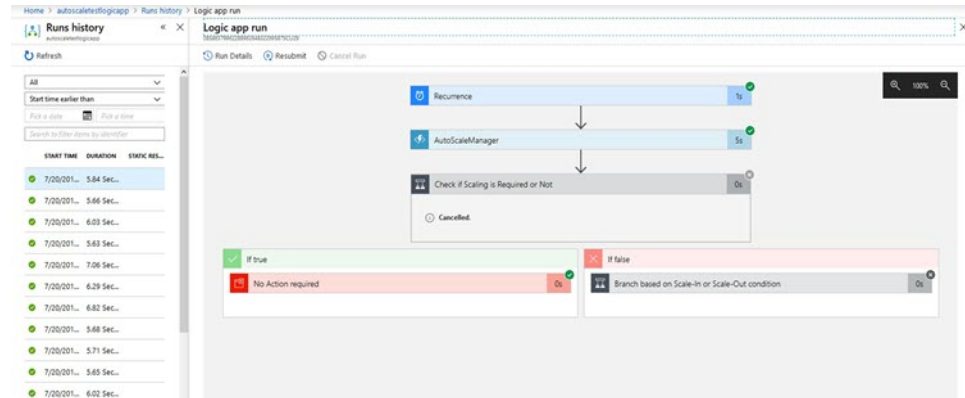 Home > autoscaletestlogicapp > Runs history > Logic app run
Runs history
autoscaletestlogicapp
Refresh
All
Start time earlier than
Pick a date
Pick a time
Search to filter items by identifier
START TIME DURATION STATIC RES...
7/20/201... 5.84 Sec...
7/20/201... 5.66 Sec...
7/20/201... 6.03 Sec...
7/20/201... 5.63 Sec...
7/20/201... 7.06 Sec...
7/20/201... 6.29 Sec...
7/20/201... 6.82 Sec...
7/20/201... 5.68 Sec...
7/20/201... 5.71 Sec...
7/20/201... 5.65 Sec...
7/20/201... 6.02 Sec...
Logic app run
Run Details Resubmit Cancel Run
100%
Recurrence 1s
AutoScaleManager 5s
Check if Scaling is Required or Not 0s
Cancelled.
If true
No Action required 0s
If false
Branch based on Scale-In or Scale-Out condition 0s